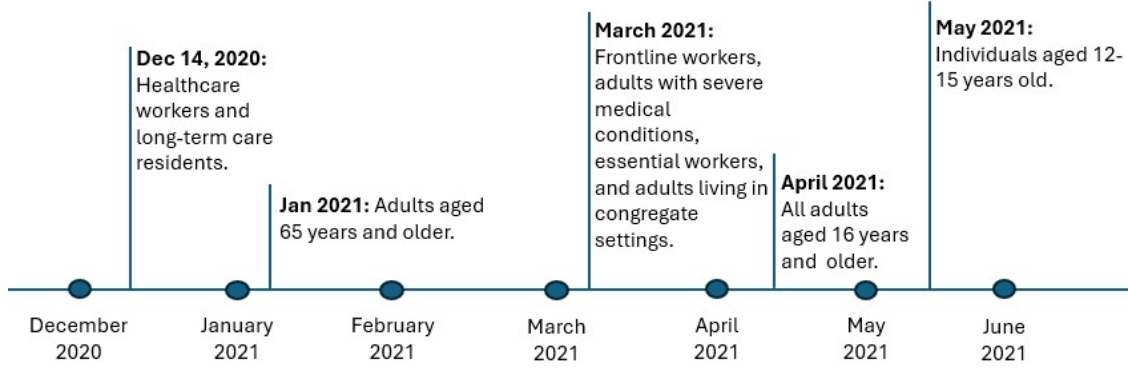 Dec 14, 2020:
Healthcare
workers and
long-term care
residents.
Jan 2021: Adults aged
65 years and older.
March 2021:
Frontline workers,
adults with severe
medical
conditions,
essential workers,
and adults living in
congregate
settings.
April 2021:
All adults
aged 16 years
and older.
May 2021:
Individuals aged 12-
15 years old.
December
2020
January
2021
February
2021
March
2021
April
2021
May
2021
June
2021